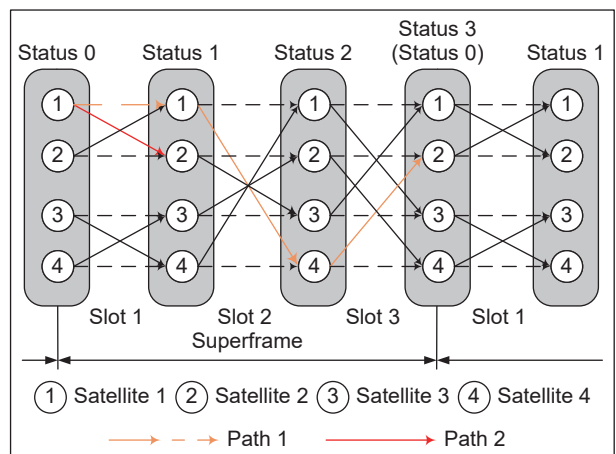 Status 3
Status 0 Status 1 Status 2 (Status 0) Status 1
1 1 1 1 1
2 2 2 2 2
3 3 3 3 3
4 4 4 4 4
Slot 1 Slot 2 Slot 3 Slot 1
Superframe
1 Satellite 1 2 Satellite 2 3 Satellite 3 4 Satellite 4
Path 1 Path 2